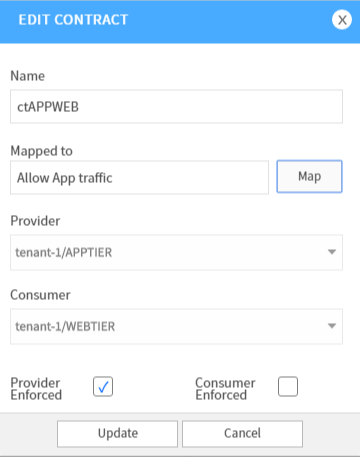 EDIT CONTRACT
Name
ctAPPWEB
Mapped to
Allow App traffic
Map
Provider
tenant-1/APPTIER
Consumer
tenant-1/WEBTIER
Provider
Enforced
Consumer
Enforced
Update
Cancel